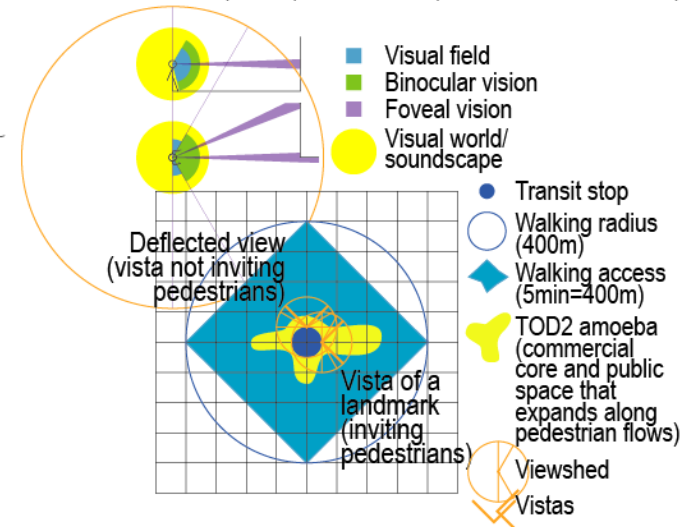 Visual field
Binocular vision
Foveal vision
Visual world/
soundscape
Transit stop
Walking radius
(400m)
Walking access
(5min=400m)
TOD2 amoeba
(commercial
core and public
space that
expands along
pedestrian flows)
Viewshed
Vistas
Deflected view
(vista not inviting
pedestrians)
Vista of a
landmark
(inviting
pedestrians)